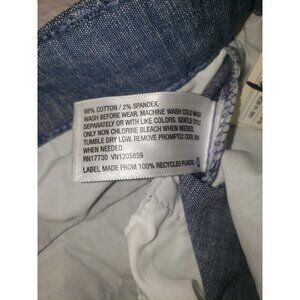 98% COTTON / 2% SPANDEX.
WASH BEFORE WEAR. MACHINE WASH COLD
SEPARATELY OR WITH LIKE COLORS. GENTLE CYCLE
ONLY NON CHLORINE BLEACH WHEN NEEDED.
TUMBLE DRY LOW. REMOVE PROMPTLY. COOL
WHEN NEEDED.
RN17730 VN1205859
LABEL MADE FROM 100% RECYCLED PLASTIC.